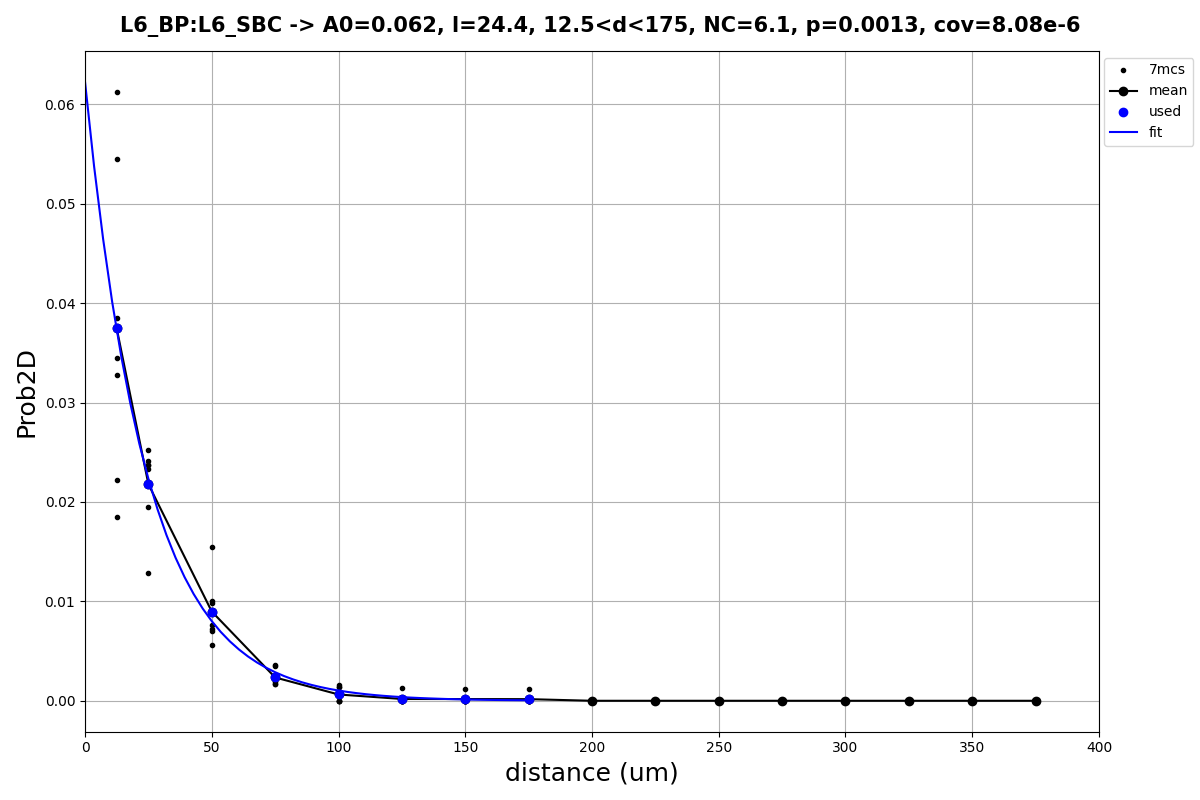 L6_BP:L6_SBC -> A0=0.062, l=24.4, 12.5<d<175, NC=6.1, p=0.0013, cov=8.08e-6
7mcs
mean
used
fit
Prob2D
0.06
0.05
0.04
0.03
0.02
0.01
0.00
0 50 100 150 200 250 300 350 400
distance (um)